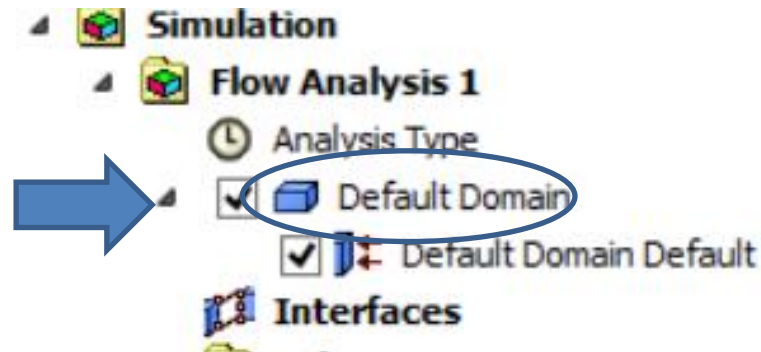 Simulation
Flow Analysis 1
Analysis Type
Default Domain
Default Domain Default
Interfaces